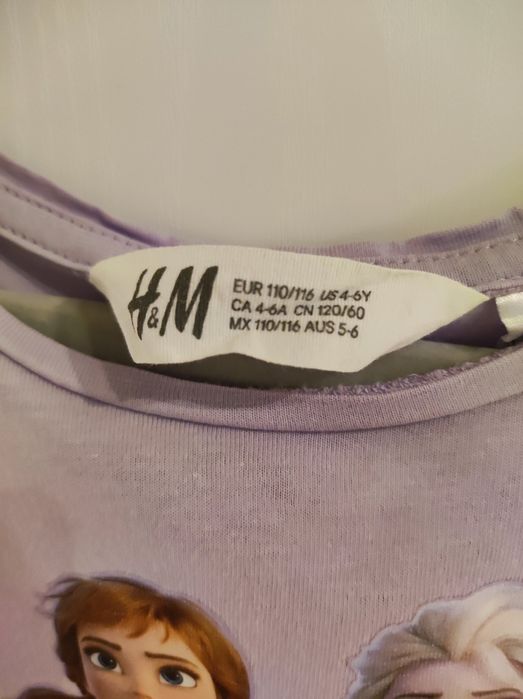 H&M
EUR 110/116 US 4-6Y
CA 4-6A CN 120/60
MX 110/116 AUS 5-6